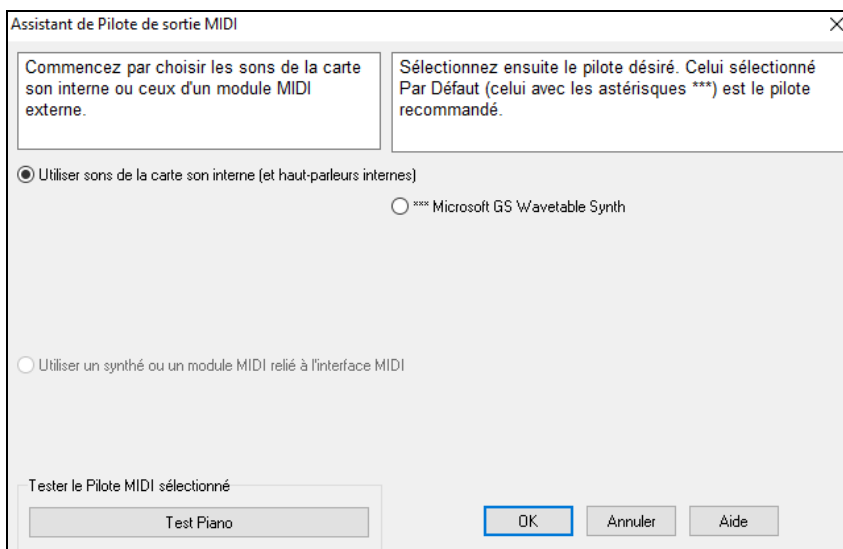 Assistant de Pilote de sortie MIDI
Commencez par choisir les sons de la carte
son interne ou ceux d'un module MIDI
externe.
Sélectionnez ensuite le pilote désiré. Celui sélectionné
Par Défaut (celui avec les astérisques ***) est le pilote
recommandé.
Utiliser sons de la carte son interne (et haut-parleurs internes)
*** Microsoft GS Wavetable Synth
Utiliser un synthé ou un module MIDI relié à l'interface MIDI
Tester le Pilote MIDI sélectionné
Test Piano
OK
Annuler
Aide